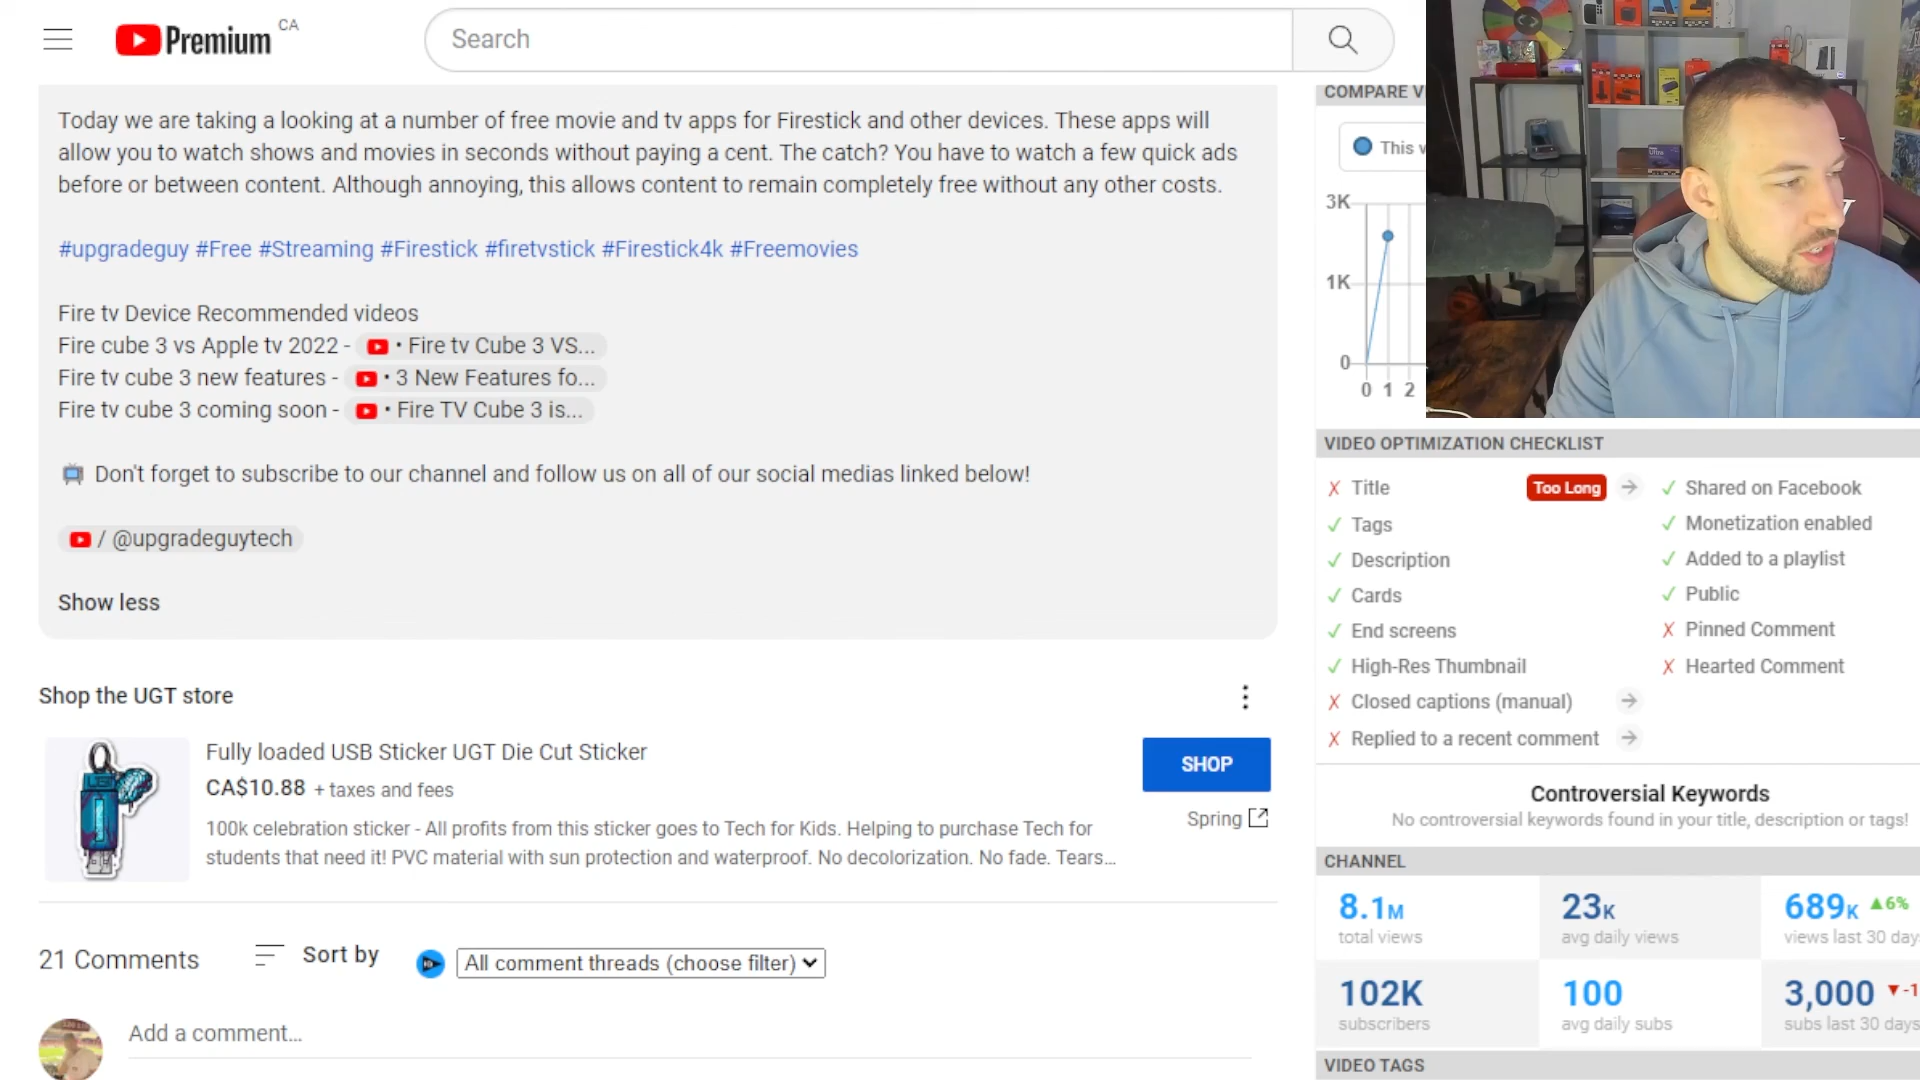 Premium CA
Search
Today we are taking a looking at a number of free movie and tv apps for Firestick and other devices. These apps will
allow you to watch shows and movies in seconds without paying a cent. The catch? You have to watch a few quick ads
before or between content. Although annoying, this allows content to remain completely free without any other costs.
#upgradeguy #Free #Streaming #Firestick #firetvstick #Firestick4k #Freemovies
Fire tv Device Recommended videos
Fire cube 3 vs Apple tv 2022 - • Fire tv Cube 3 VS...
Fire tv cube 3 new features - • 3 New Features fo...
Fire tv cube 3 coming soon - • Fire TV Cube 3 is...
Don't forget to subscribe to our channel and follow us on all of our social medias linked below!
/ @upgradeguytech
Show less
Shop the UGT store
Fully loaded USB Sticker UGT Die Cut Sticker
CA$10.88 + taxes and fees
100k celebration sticker - All profits from this sticker goes to Tech for Kids. Helping to purchase Tech for
students that need it! PVC material with sun protection and waterproof. No decolorization. No fade. Tears...
SHOP
Spring
21 Comments
Sort by
All comment threads (choose filter)
Add a comment...
COMPARE V
This v
3K
1K
0
0 1 2
VIDEO OPTIMIZATION CHECKLIST
Title Too Long
Tags
Description
Cards
End screens
High-Res Thumbnail
Closed captions (manual)
Replied to a recent comment
Shared on Facebook
Monetization enabled
Added to a playlist
Public
Pinned Comment
Hearted Comment
Controversial Keywords
No controversial keywords found in your title, description or tags!
CHANNEL
8.1M 23K 689K ▲6%
total views avg daily views views last 30 days
102K 100 3,000 ▼-1
subscribers avg daily subs subs last 30 days
VIDEO TAGS